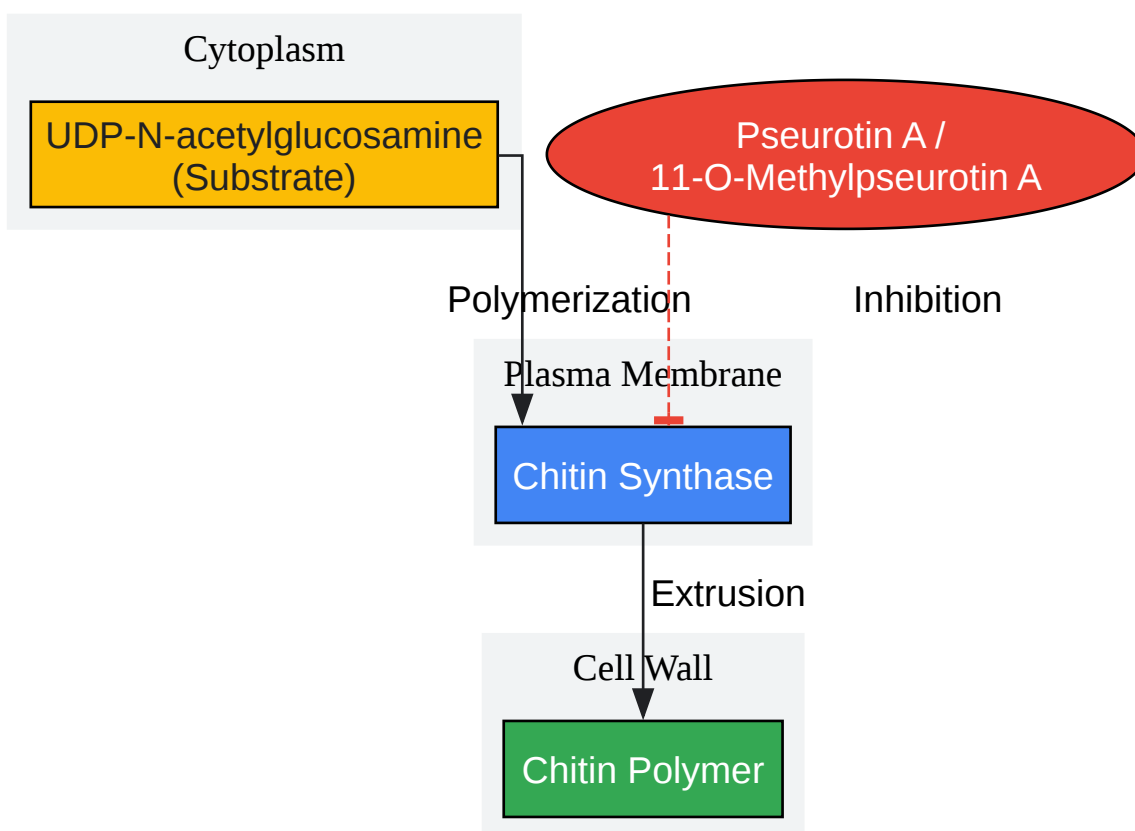 Cytoplasm
UDP-N-acetylglucosamine
(Substrate)
Pseurotin A /
11-O-Methylpseurotin A
Polymerization
Inhibition
Plasma Membrane
Chitin Synthase
Extrusion
Cell Wall
Chitin Polymer